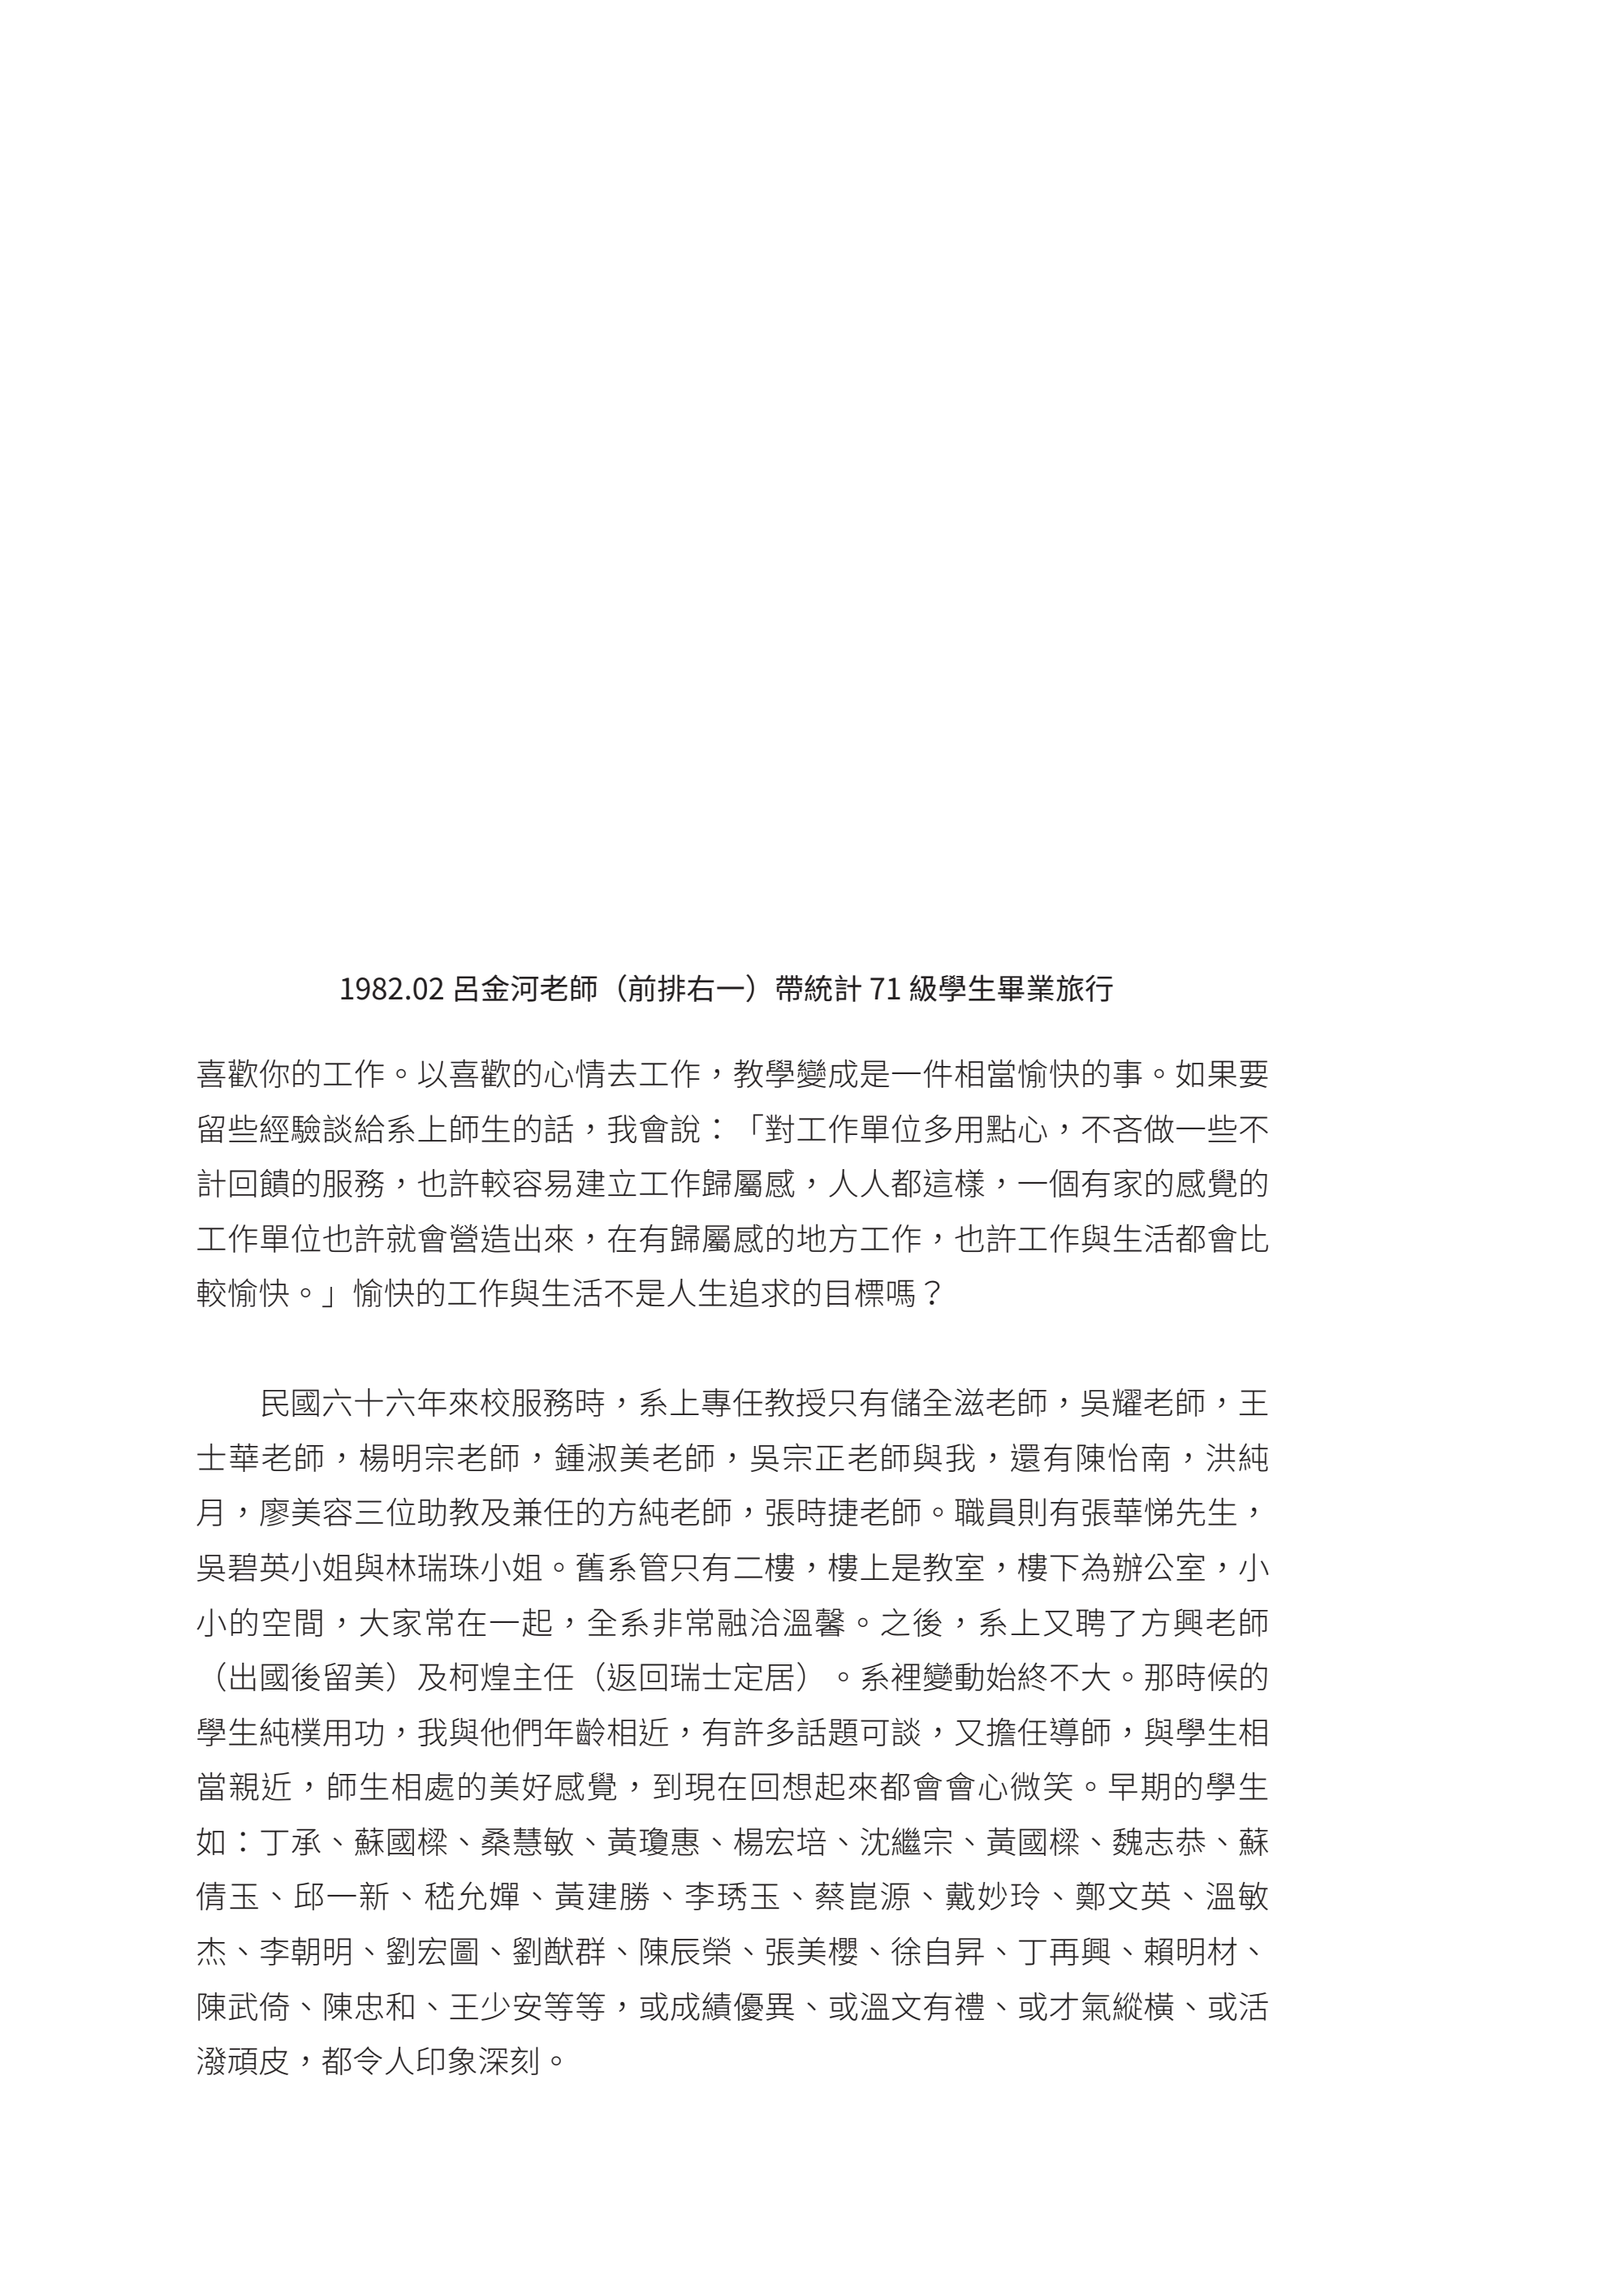 1982.02 呂金河老師（前排右一）帶統計 71 級學生畢業旅行
喜歡你的工作。以喜歡的心情去工作，教學變成是一件相當愉快的事。如果要
留些經驗談給系上師生的話，我會說：「對工作單位多用點心，不吝做一些不
計回饋的服務，也許較容易建立工作歸屬感，人人都這樣，一個有家的感覺的
工作單位也許就會營造出來，在有歸屬感的地方工作，也許工作與生活都會比
較愉快。」愉快的工作與生活不是人生追求的目標嗎？
民國六十六年來校服務時，系上專任教授只有儲全滋老師，吳耀老師，王
士華老師，楊明宗老師，鍾淑美老師，吳宗正老師與我，還有陳怡南，洪純
月，廖美容三位助教及兼任的方純老師，張時捷老師。職員則有張華悌先生，
吳碧英小姐與林瑞珠小姐。舊系管只有二樓，樓上是教室，樓下為辦公室，小
小的空間，大家常在一起，全系非常融洽溫馨。之後，系上又聘了方興老師
（出國後留美）及柯煌主任（返回瑞士定居）。系裡變動始終不大。那時候的
學生純樸用功，我與他們年齡相近，有許多話題可談，又擔任導師，與學生相
當親近，師生相處的美好感覺，到現在回想起來都會會心微笑。早期的學生
如：丁承、蘇國樑、桑慧敏、黃瓊惠、楊宏培、沈繼宗、黃國樑、魏志恭、蘇
倩玉、邱一新、嵇允嬋、黃建勝、李琇玉、蔡崑源、戴妙玲、鄭文英、溫敏
杰、李朝明、劉宏圖、劉猷群、陳辰榮、張美櫻、徐自昇、丁再興、賴明材、
陳武倚、陳忠和、王少安等等，或成績優異、或溫文有禮、或才氣縱橫、或活
潑頑皮，都令人印象深刻。